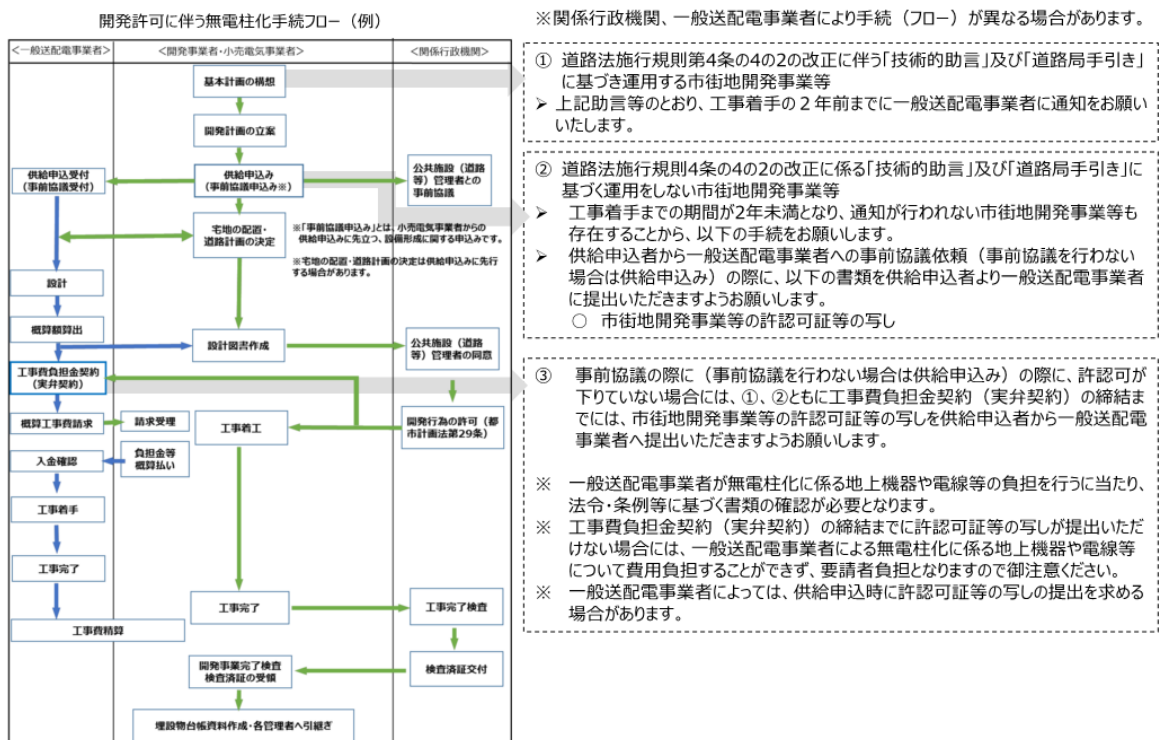 開発許可に伴う無電柱化手続フロー（例）
※関係行政機関、一般送配電事業者により手続（フロー）が異なる場合があります。
＜一般送配電事業者＞
＜開発事業者・小売電気事業者＞
＜関係行政機関＞
基本計画の構想
開発計画の立案
供給申込受付
（事前協議受付）
供給申込み
（事前協議申込み※）
公共施設（道路
等）管理者との
事前協議
宅地の配置・
道路計画の決定
※「事前協議申込み」とは、小売電気事業者からの
供給申込みに先立つ、設備形成に関する申込みです。
※宅地の配置・道路計画の決定は供給申込みに先行
する場合があります。
設計
概算額算出
設計図書作成
公共施設（道路
等）管理者の同意
工事費負担金契約
（実弁契約）
概算工事費請求
請求受理
工事着工
開発行為の許可（都
市計画法第29条）
入金確認
負担金等
概算払い
工事着手
工事完了
工事完了
工事完了検査
工事費精算
開発事業完了検査
検査済証の受領
検査済証交付
埋設物台帳資料作成・各管理者へ引継ぎ
① 道路法施行規則第4条の4の2の改正に伴う「技術的助言」及び「道路局手引き」
に基づき運用する市街地開発事業等
➢ 上記助言等のとおり、工事着手の２年前までに一般送配電事業者に通知をお願い
いたします。
② 道路法施行規則4条の4の2の改正に係る「技術的助言」及び「道路局手引き」に
基づく運用をしない市街地開発事業等
➢ 工事着手までの期間が2年未満となり、通知が行われない市街地開発事業等も
存在することから、以下の手続をお願いします。
➢ 供給申込者から一般送配電事業者への事前協議依頼（事前協議を行わない
場合は供給申込み）の際に、以下の書類を供給申込者より一般送配電事業者
に提出いただきますようお願いします。
○ 市街地開発事業等の許認可証等の写し
③ 事前協議の際に（事前協議を行わない場合は供給申込み）の際に、許認可が
下りていない場合には、①、②ともに工事費負担金契約（実弁契約）の締結ま
でには、市街地開発事業等の許認可証等の写しを供給申込者から一般送配電
事業者へ提出いただきますようお願いします。
※ 一般送配電事業者が無電柱化に係る地上機器や電線等の負担を行うに当たり、
法令・条例等に基づく書類の確認が必要となります。
※ 工事費負担金契約（実弁契約）の締結までに許認可証等の写しが提出いただ
けない場合には、一般送配電事業者による無電柱化に係る地上機器や電線等
について費用負担することができず、要請者負担となりますので御注意ください。
※ 一般送配電事業者によっては、供給申込時に許認可証等の写しの提出を求める
場合があります。